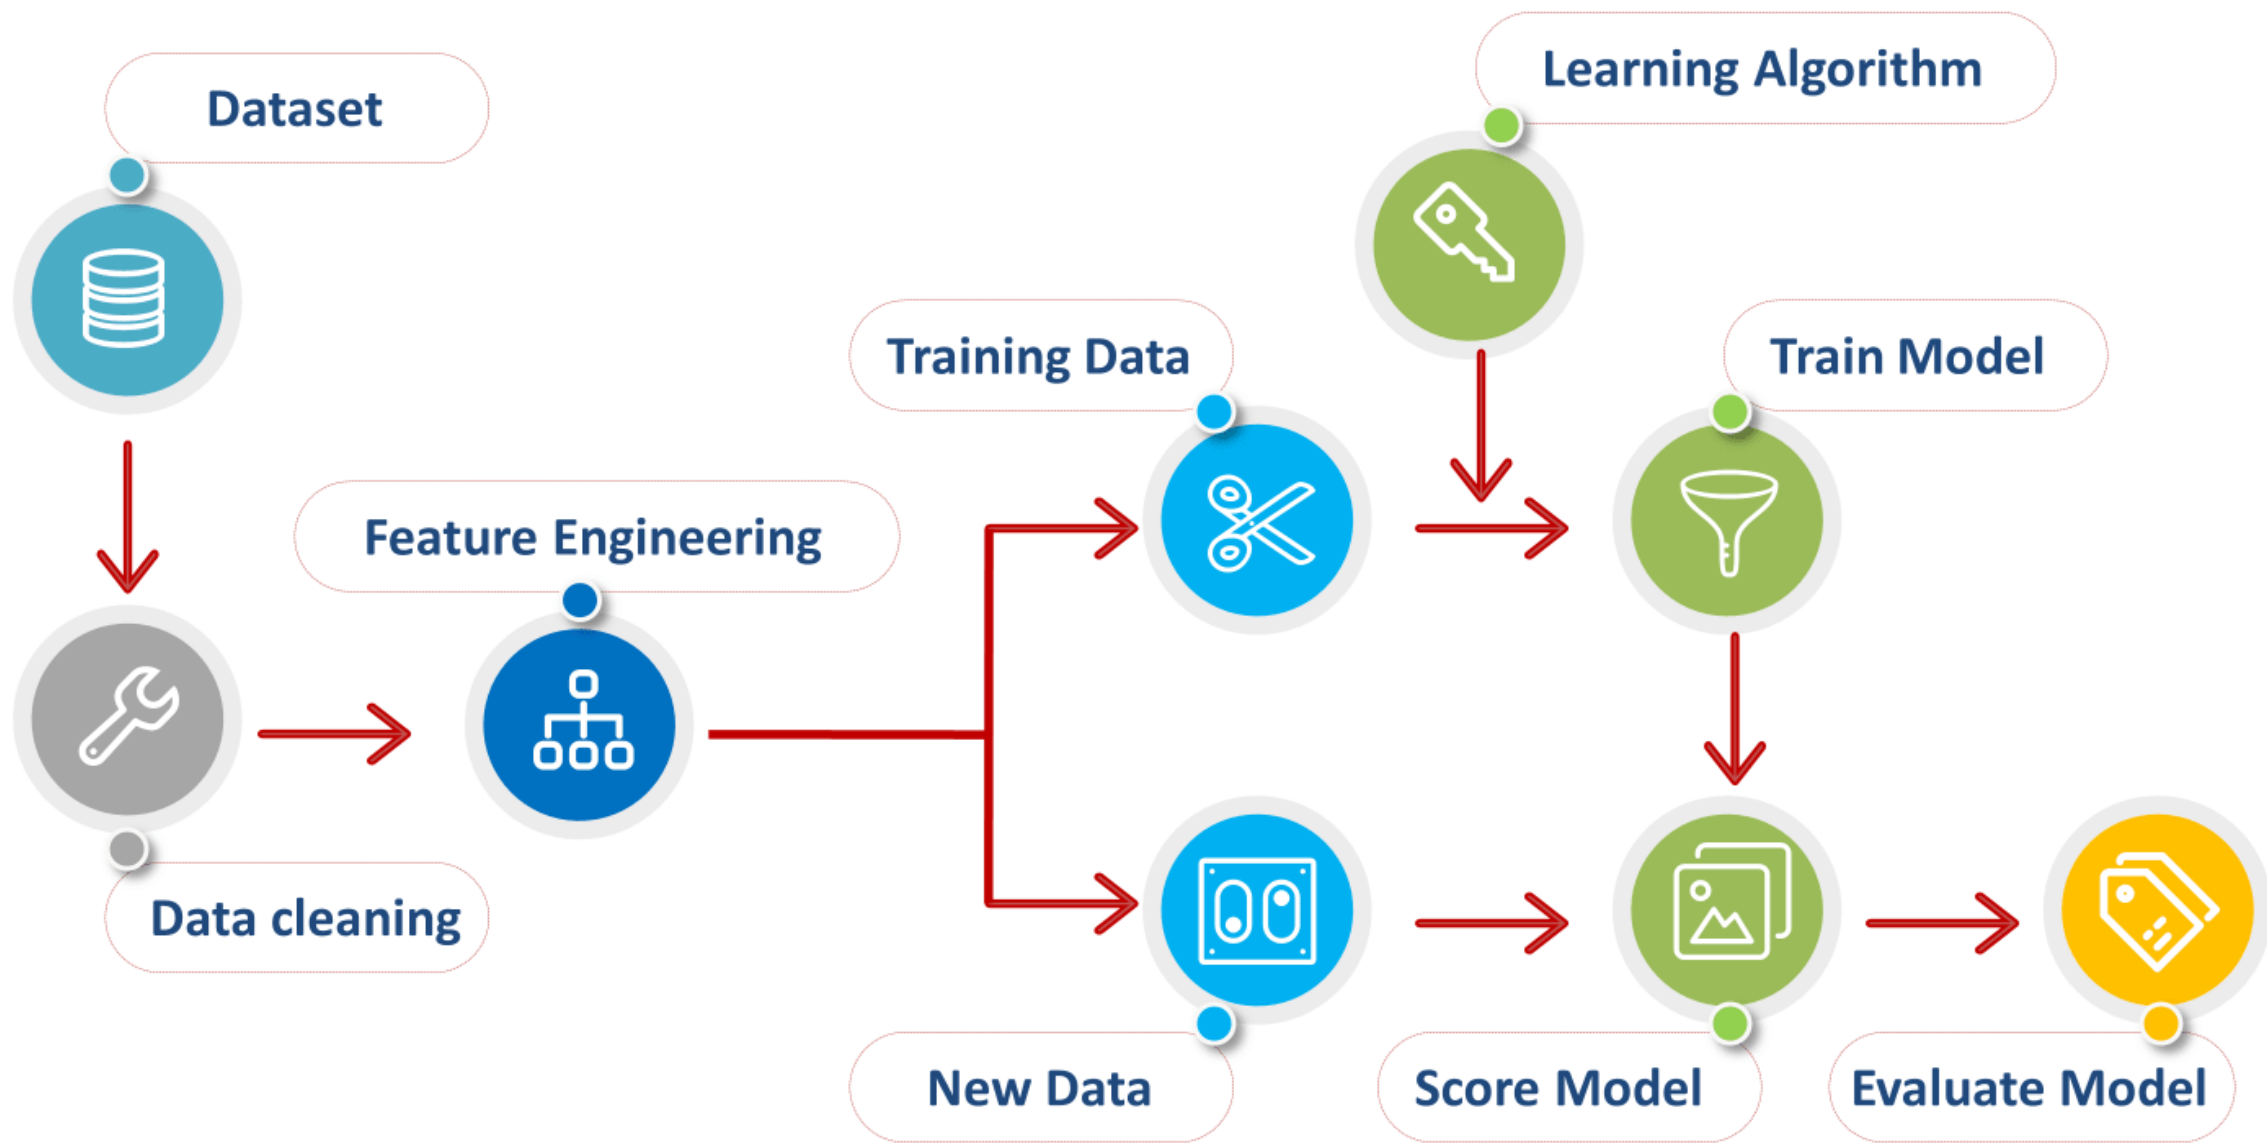 Dataset
Learning Algorithm
Training Data
Train Model
Feature Engineering
Data cleaning
New Data
Score Model
Evaluate Model